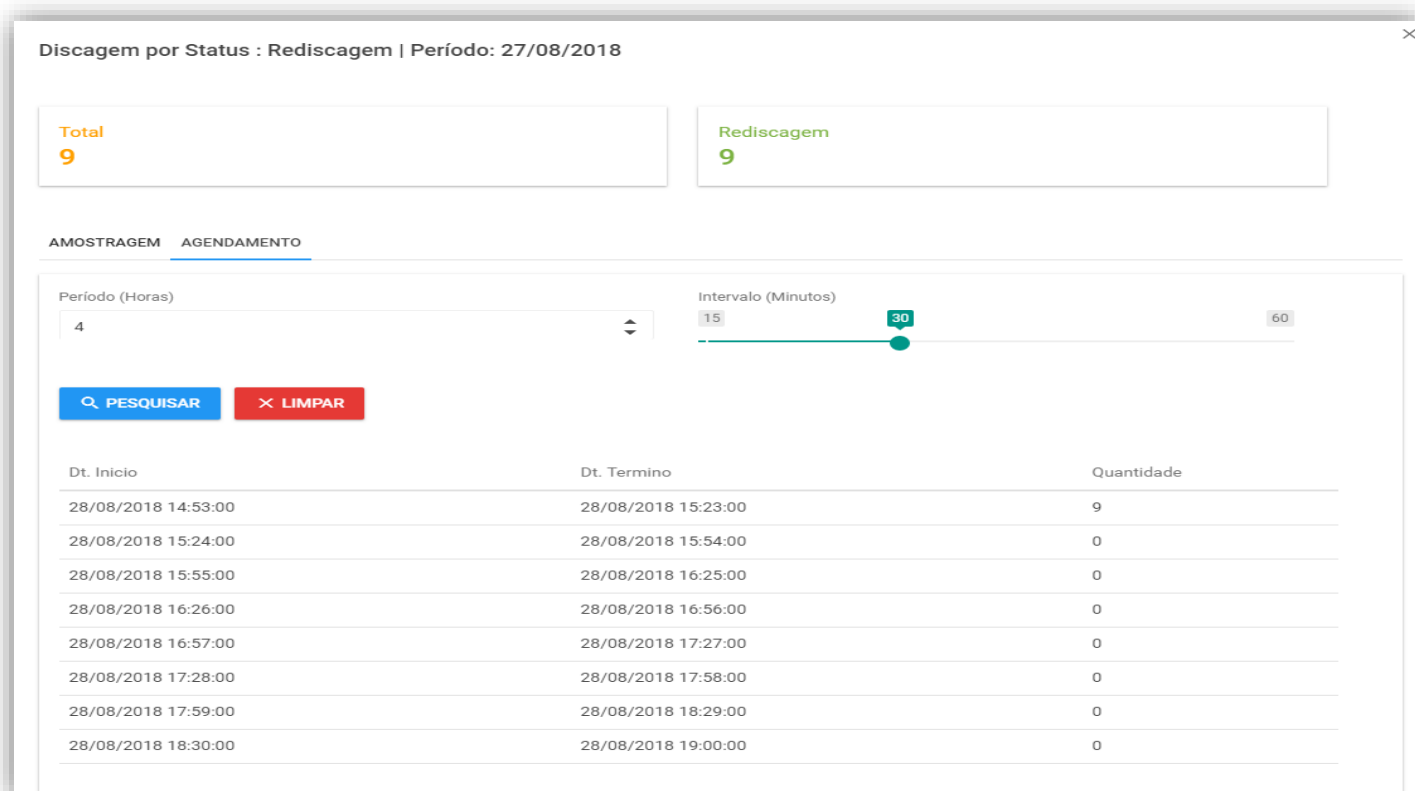 Discagem por Status : Rediscagem | Período: 27/08/2018
Total
9
Rediscagem
9
AMOSTRAGEM AGENDAMENTO
Período (Horas)
4
Intervalo (Minutos)
15 30 60
PESQUISAR LIMPAR
Dt. Inicio Dt. Termino Quantidade
28/08/2018 14:53:00 28/08/2018 15:23:00 9
28/08/2018 15:24:00 28/08/2018 15:54:00 0
28/08/2018 15:55:00 28/08/2018 16:25:00 0
28/08/2018 16:26:00 28/08/2018 16:56:00 0
28/08/2018 16:57:00 28/08/2018 17:27:00 0
28/08/2018 17:28:00 28/08/2018 17:58:00 0
28/08/2018 17:59:00 28/08/2018 18:29:00 0
28/08/2018 18:30:00 28/08/2018 19:00:00 0